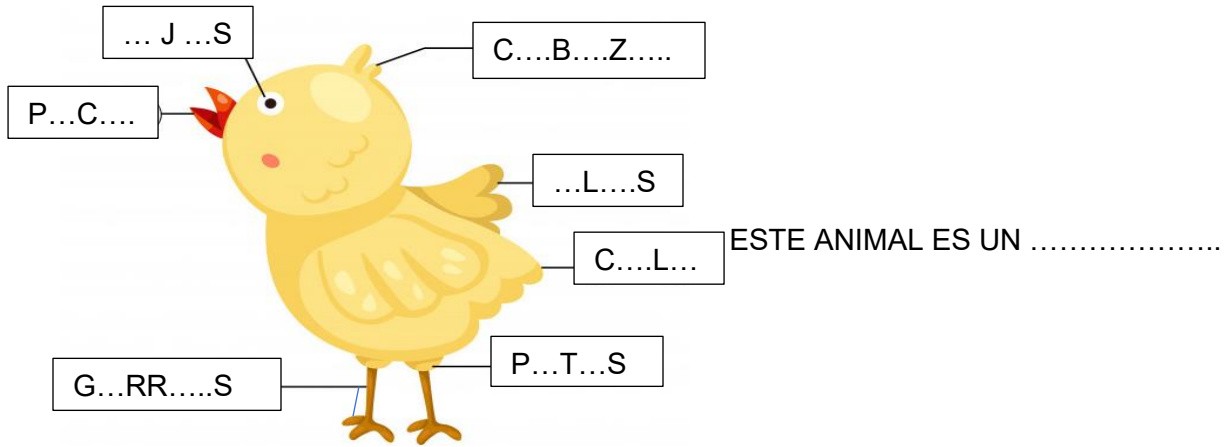 … J …S
C….B….Z…..
P…C….
…L….S
ESTE ANIMAL ES UN ………………..
C….L…
P…T…S
G…RR…..S